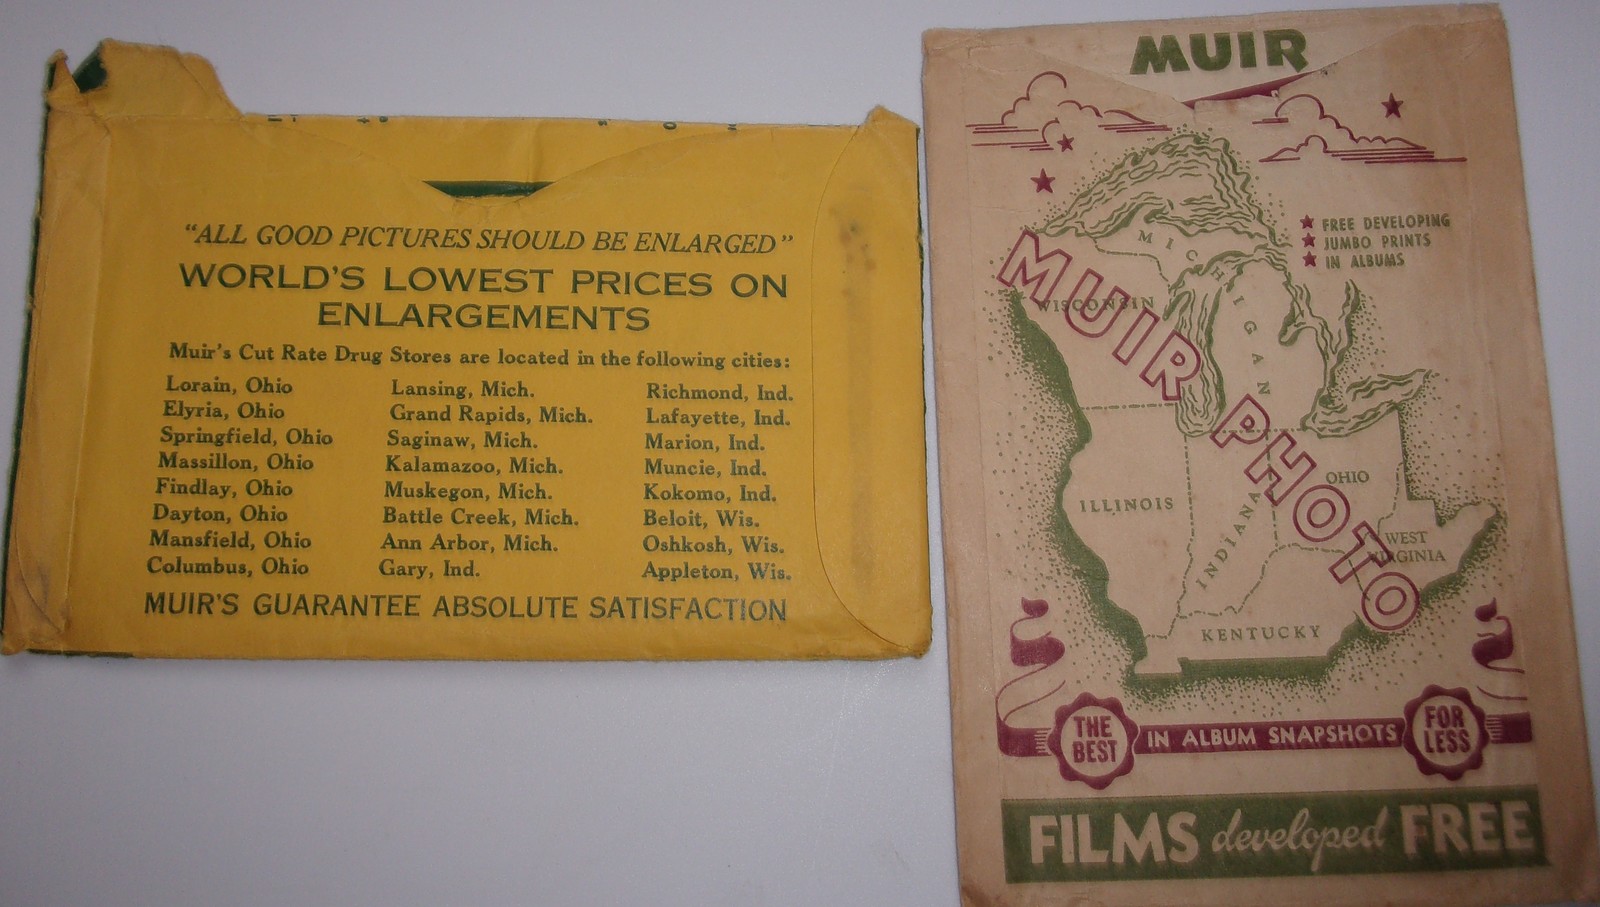 "ALL GOOD PICTURES SHOULD BE ENLARGED"
WORLD'S LOWEST PRICES ON
ENLARGEMENTS
Muir's Cut Rate Drug Stores are located in the following cities:
Lorain, Ohio
Elyria, Ohio
Springfield, Ohio
Massillon, Ohio
Findlay, Ohio
Dayton, Ohio
Mansfield, Ohio
Columbus, Ohio
Lansing, Mich.
Grand Rapids, Mich.
Saginaw, Mich.
Kalamazoo, Mich.
Muskegon, Mich.
Battle Creek, Mich.
Ann Arbor, Mich.
Gary, Ind.
Richmond, Ind.
Lafayette, Ind.
Marion, Ind.
Muncie, Ind.
Kokomo, Ind.
Beloit, Wis.
Oshkosh, Wis.
Appleton, Wis.
MUIR'S GUARANTEE ABSOLUTE SATISFACTION
MUIR
FREE DEVELOPING
JUMBO PRINTS
IN ALBUMS
MICHIGAN
WISCONSIN
MUIR PHOTO
ILLINOIS
INDIANA
OHIO
WEST
VIRGINIA
KENTUCKY
THE
BEST
IN ALBUM SNAPSHOTS
FOR
LESS
FILMS developed FREE